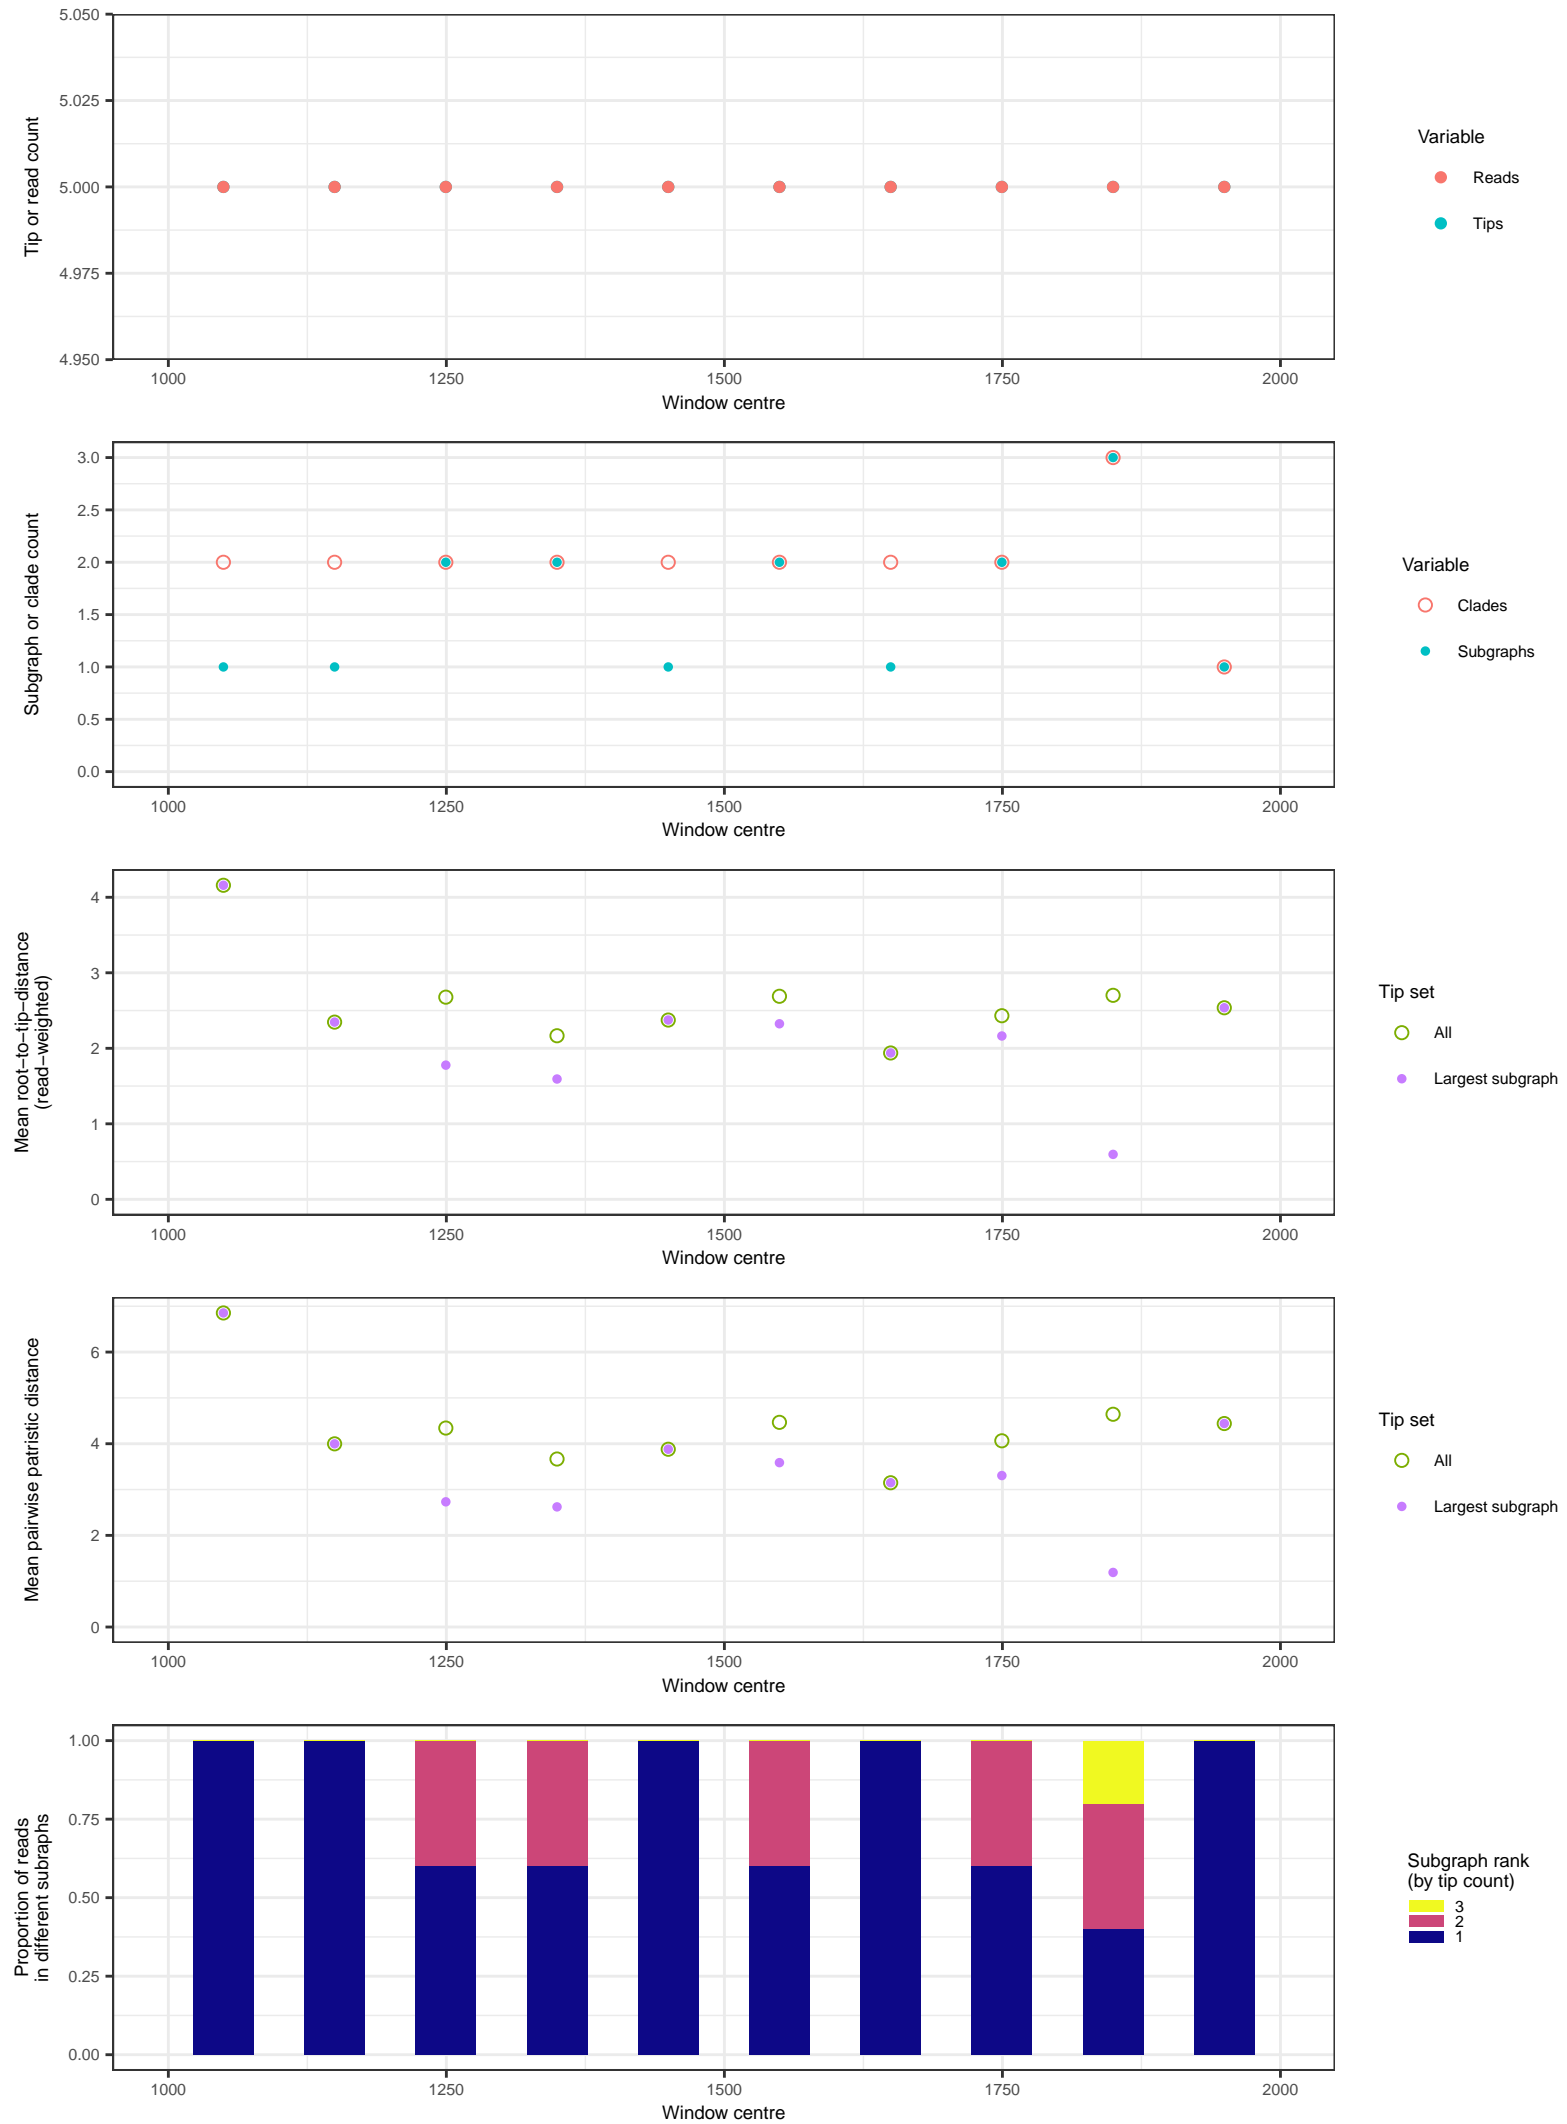 5.050
5.025
5.000
4.975
4.950
Tip or read count
1000 1250 1500 1750 2000
Window centre
Variable
Reads
Tips
3.0
2.5
2.0
1.5
1.0
0.5
0.0
Subgraph or clade count
1000 1250 1500 1750 2000
Window centre
Variable
Clades
Subgraphs
4
3
2
1
0
Mean root−to−tip−distance
(read−weighted)
1000 1250 1500 1750 2000
Window centre
Tip set
All
Largest subgraph
6
4
2
0
Mean pairwise patristic distance
1000 1250 1500 1750 2000
Window centre
Tip set
All
Largest subgraph
1.00
0.75
0.50
0.25
0.00
Proportion of reads
in different subraphs
1000 1250 1500 1750 2000
Window centre
Subgraph rank
(by tip count)
3
2
1